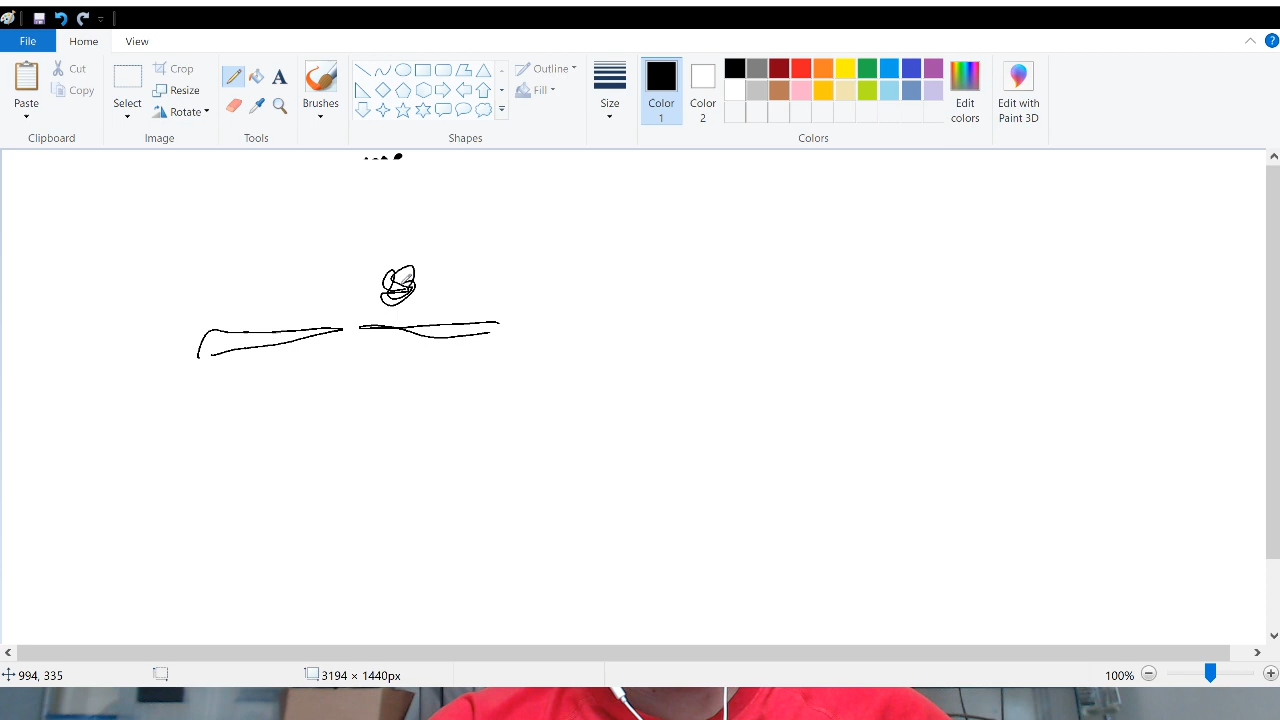 File Home View
Paste Cut Copy Clipboard
Select Crop Resize Rotate Image
Tools
Brushes
Outline Fill Shapes
Size
Color 1 Color 2
Edit colors Colors
Edit with Paint 3D
994, 335 3194 × 1440px 100%